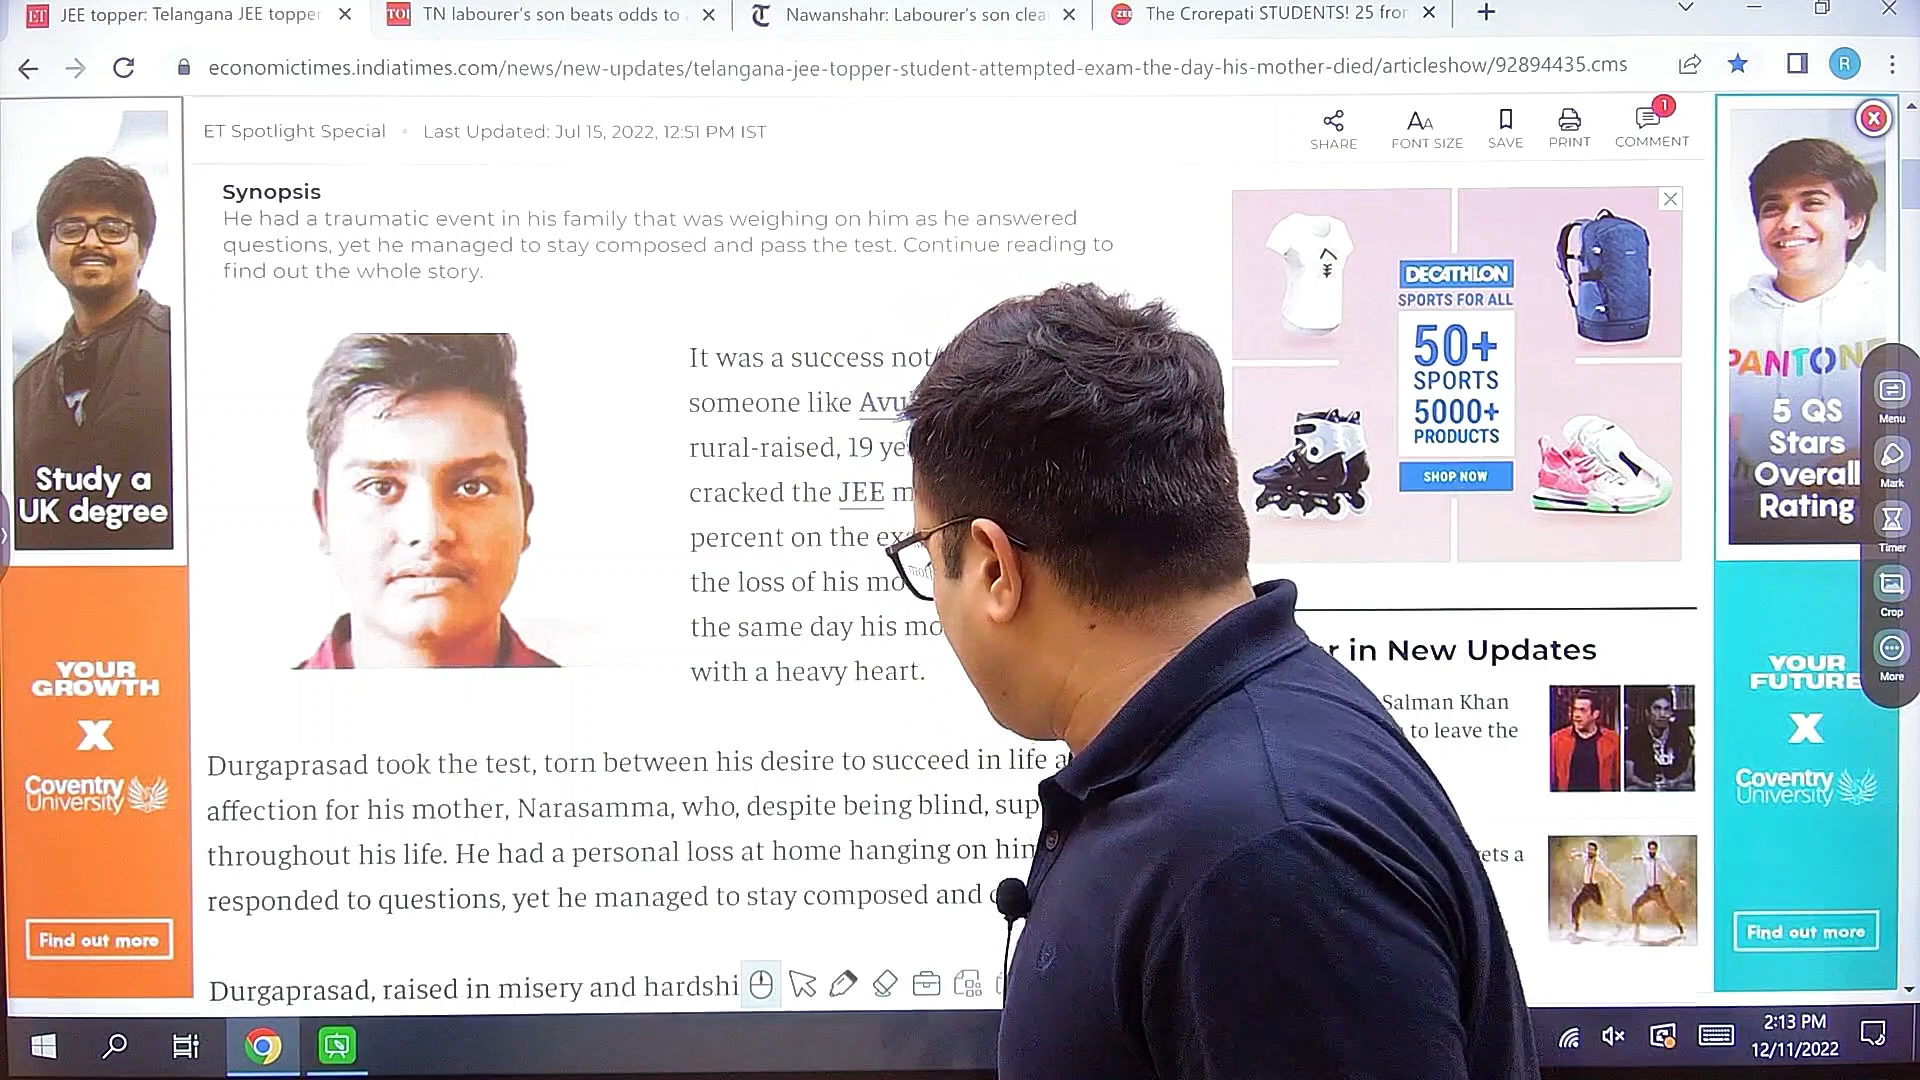 ET JEE topper: Telangana JEE topper
TOI TN labourer's son beats odds to
Nawanshahr: Labourer's son clea
ZEE The Crorepati STUDENTS! 25 fro
economictimes.indiatimes.com/news/new-updates/telangana-jee-topper-student-attempted-exam-the-day-his-mother-died/articleshow/92894435.cms
R
ET Spotlight Special • Last Updated: Jul 15, 2022, 12:51 PM IST
SHARE
AA
FONT SIZE
SAVE
PRINT
1
COMMENT
Synopsis
He had a traumatic event in his family that was weighing on him as he answered
questions, yet he managed to stay composed and pass the test. Continue reading to
find out the whole story.
It was a success not
someone like Avu
rural-raised, 19 ye
cracked the JEE m
percent on the ex
the loss of his mo
the same day his mo
with a heavy heart.
Durgaprasad took the test, torn between his desire to succeed in life a
affection for his mother, Narasamma, who, despite being blind, sup
throughout his life. He had a personal loss at home hanging on him
responded to questions, yet he managed to stay composed and
Durgaprasad, raised in misery and hardshi
Study a
UK degree
YOUR
GROWTH
X
Coventry
University
Find out more
DECATHLON
SPORTS FOR ALL
50+
SPORTS
5000+
PRODUCTS
SHOP NOW
r in New Updates
Salman Khan
to leave the
ets a
PANTONE
5 QS
Stars
Overall
Rating
YOUR
FUTURE
X
Coventry
University
Find out more
Menu
Mark
Timer
Crop
More
2:13 PM
12/11/2022